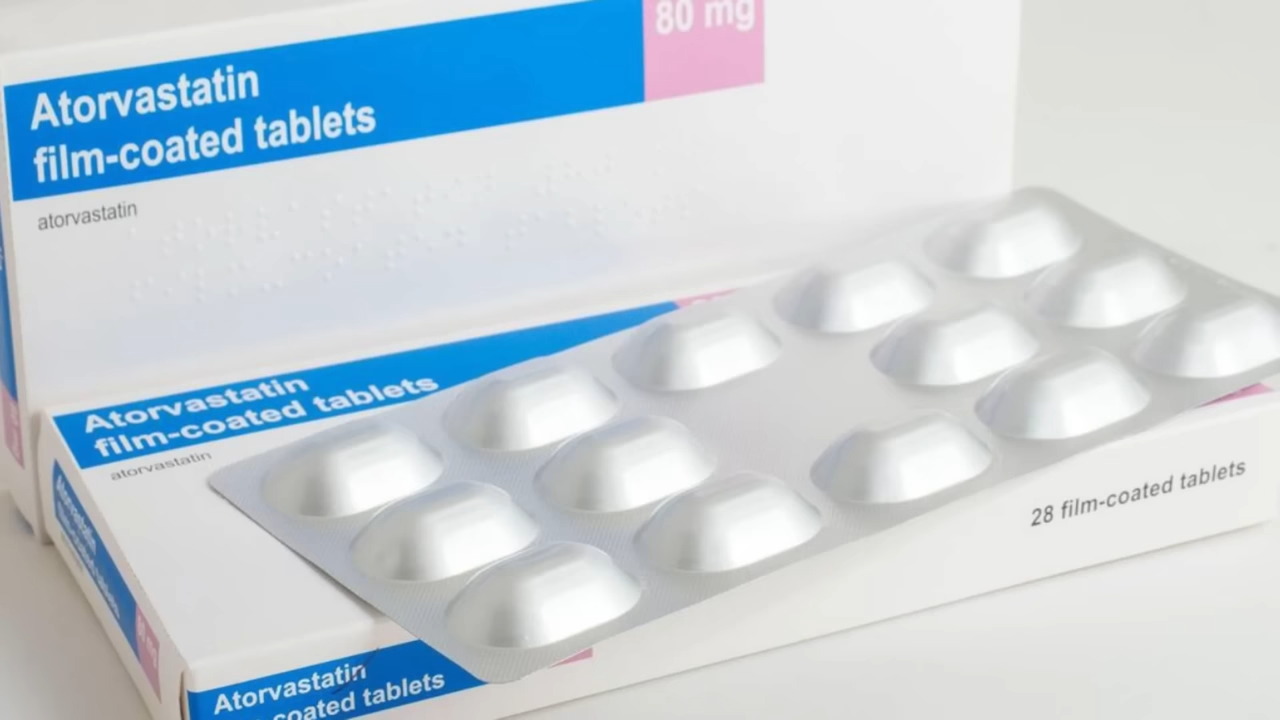 80 mg
Atorvastatin
film-coated tablets
atorvastatin
Atorvastatin
film-coated tablets
atorvastatin
28 film-coated tablets
Atorvastatin
coated tablets